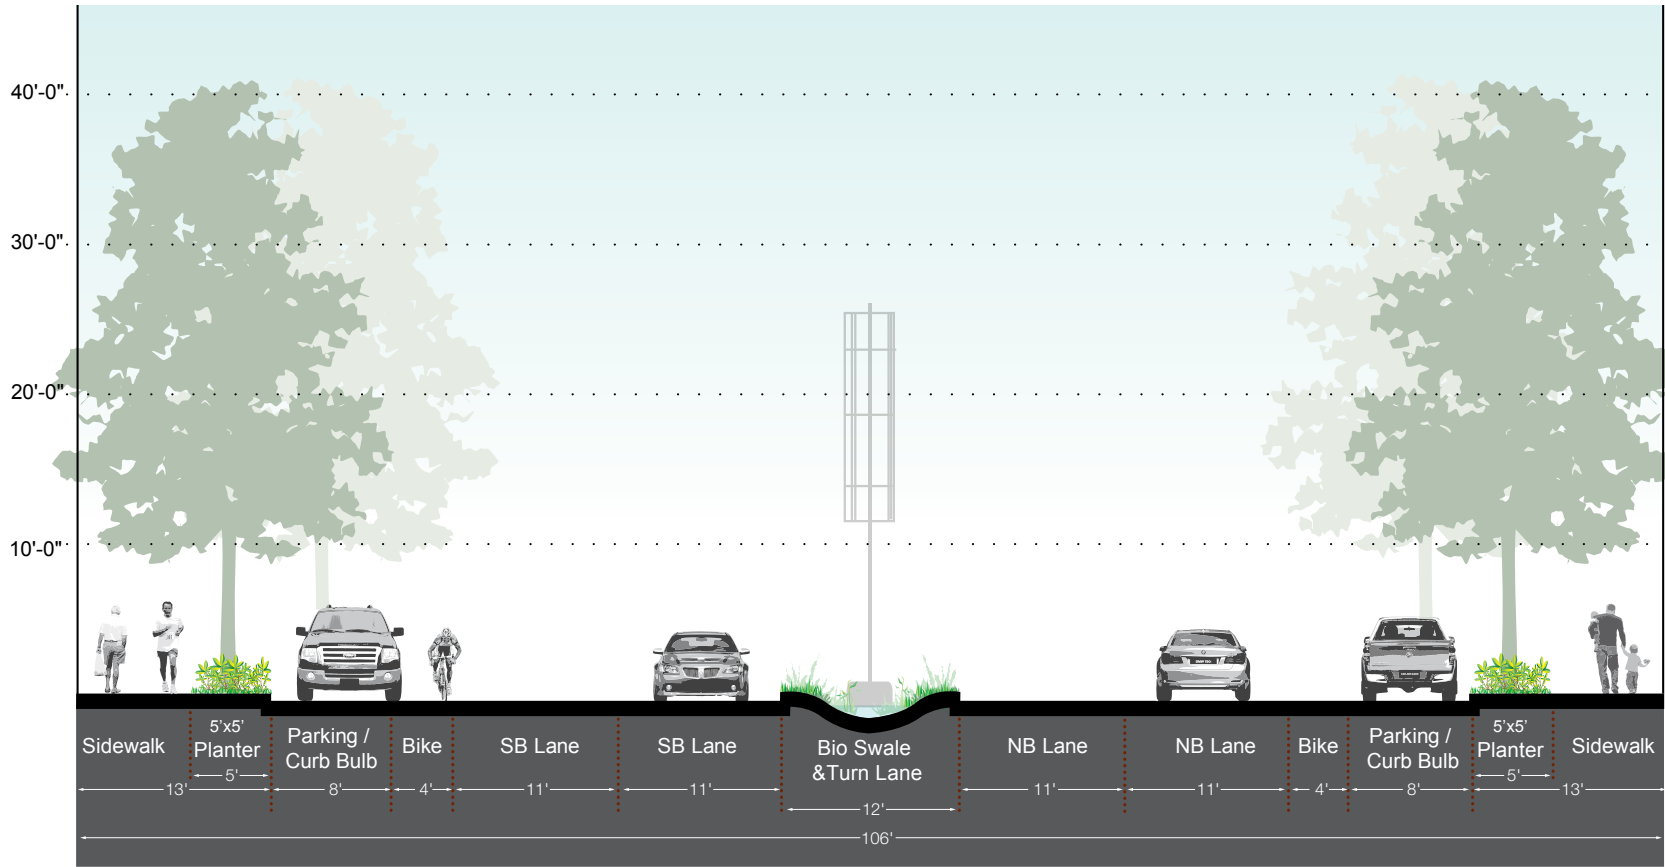 40'-0"
30'-0"
20'-0"
10'-0"
Sidewalk
5'x5'
Planter
Parking /
Curb Bulb
Bike
SB Lane
SB Lane
Bio Swale
&Turn Lane
NB Lane
NB Lane
Bike
Parking /
Curb Bulb
5'x5'
Planter
Sidewalk
5'
5'
13'
8'
4'
11'
11'
11'
11'
4'
8'
13'
12'
106'